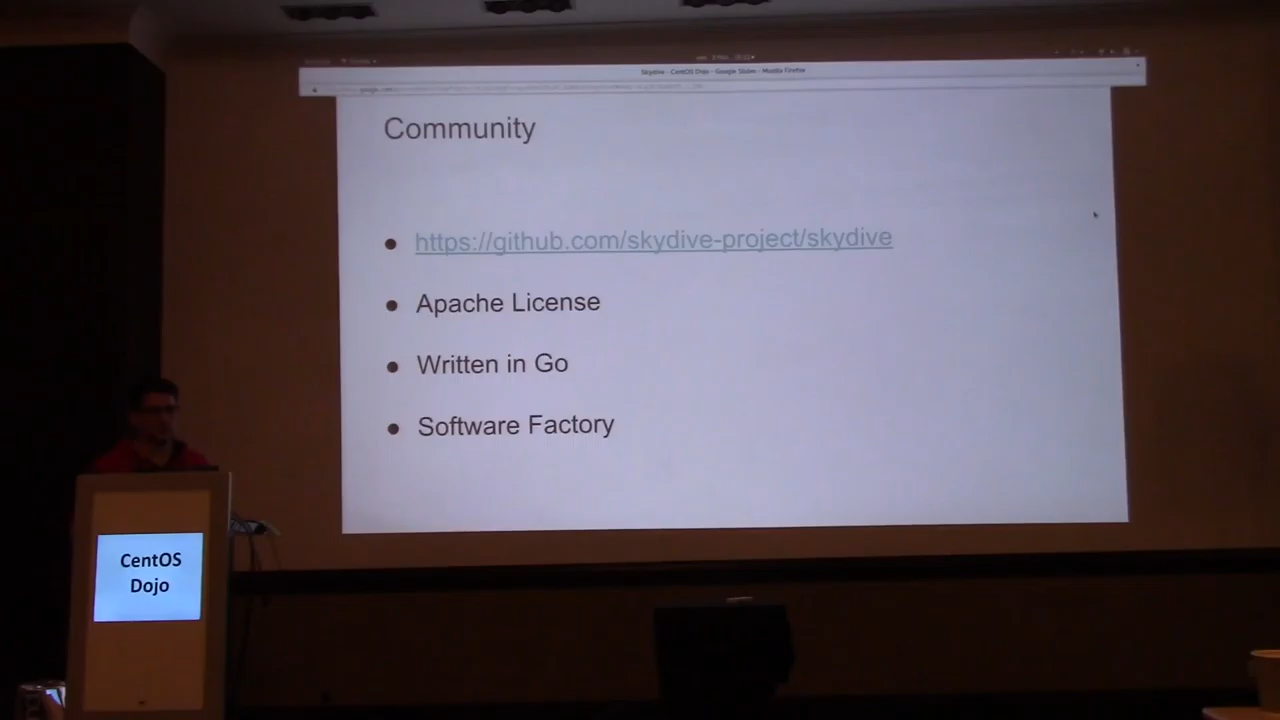 Skydive - CentOS Dojo - Google Slides - Mozilla Firefox
Community
https://github.com/skydive-project/skydive
Apache License
Written in Go
Software Factory
CentOS
Dojo